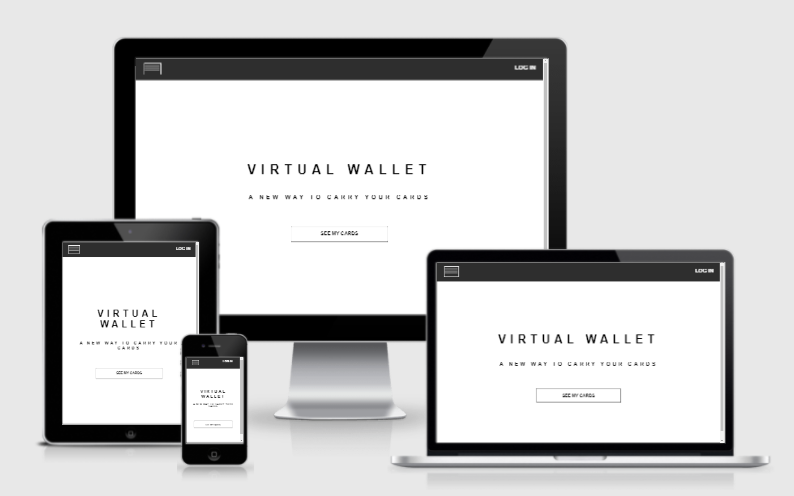 LOG IN
VIRTUAL WALLET
A NEW WAY TO CARRY YOUR CARDS
SEE MY CARDS
LOG IN
VIRTUAL
WALLET
A NEW WAY TO CARRY YOUR
CARDS
SEE MY CARDS
VIRTUAL
WALLET
LOG IN
VIRTUAL WALLET
A NEW WAY TO CARRY YOUR CARDS
SEE MY CARDS